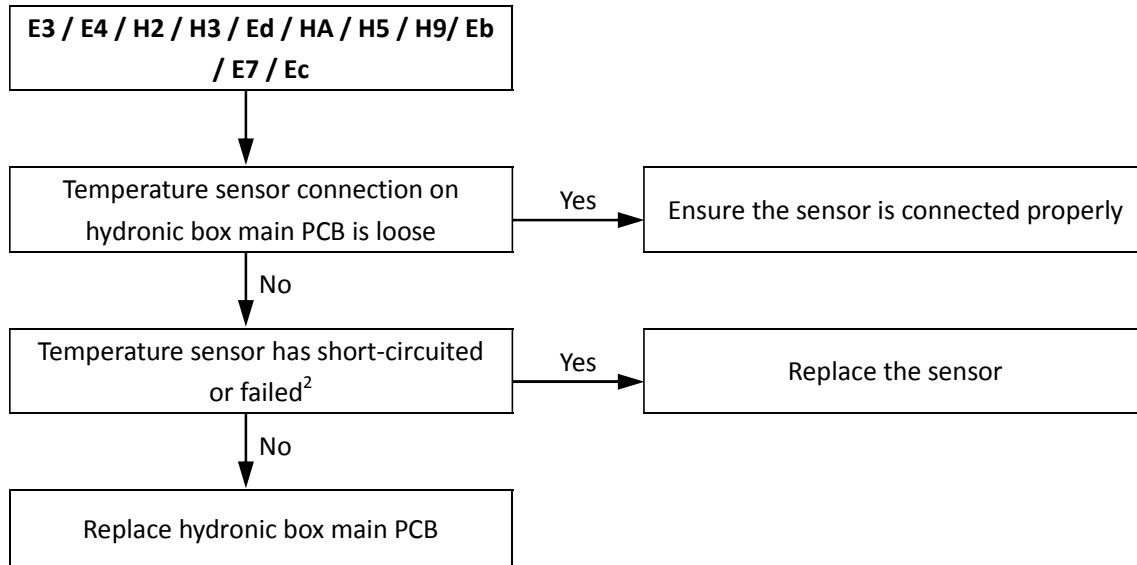 E3 / E4 / H2 / H3 / Ed / HA / H5 / H9/ Eb
/ E7 / Ec
Temperature sensor connection on
hydronic box main PCB is loose
Yes
Ensure the sensor is connected properly
No
Temperature sensor has short-circuited
or failed²
Yes
Replace the sensor
No
Replace hydronic box main PCB